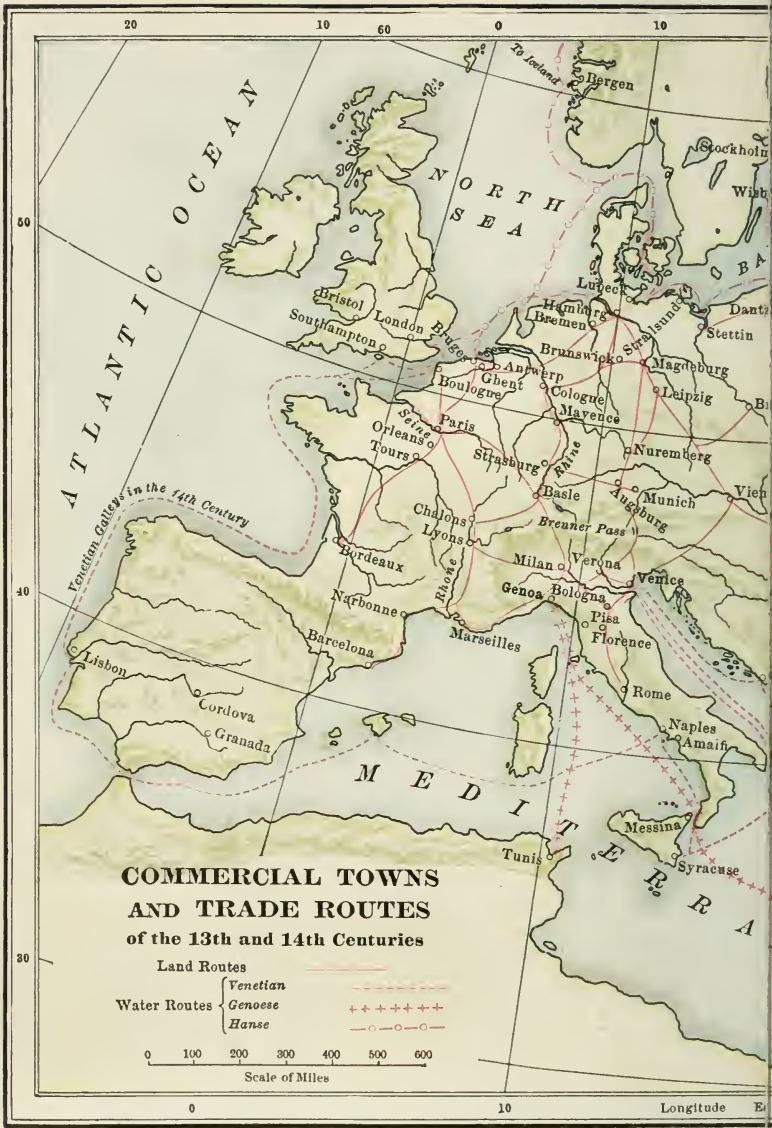 20
10
60
0
10
To Iceland
Bergen
Stockholm
NORTH
SEA
ATLANTIC OCEAN
50
Wisb
BA
Lubeck
Hamburg
Bremen
Stralsund
Dantz
Stettin
Bristol
London
Southampton
Bruges
Brunswick
Magdeburg
Antwerp
Ghent
Boulogne
Cologne
Leipzig
Mayence
Paris
Seine
Orleans
Tours
Rhine
Strasburg
Nuremberg
Basle
Augsburg
Munich
Vien
Venetian Galleys in the 14th Century
Chalons
Lyons
Brenner Pass
Bordeaux
Milan
Verona
Venice
40
Genoa
Bologna
Rhone
Narbonne
Pisa
Florence
Marseilles
Barcelona
Lisbon
Rome
Cordova
Granada
Naples
Amalfi
MEDITERRA
Messina
Tunis
Syracuse
COMMERCIAL TOWNS
AND TRADE ROUTES
of the 13th and 14th Centuries
30
Land Routes
Water Routes
Venetian
Genoese
Hanse
0 100 200 300 400 500 600
Scale of Miles
0
10
Longitude